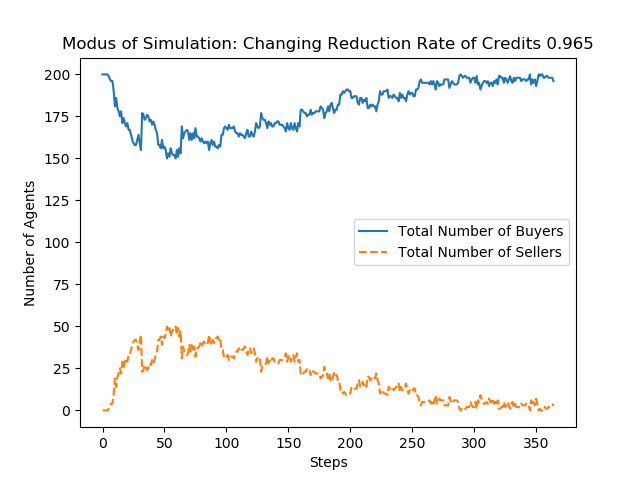 Modus of Simulation: Changing Reduction Rate of Credits 0.965
Number of Agents
200
175
150
125
100
75
50
25
0
Total Number of Buyers
Total Number of Sellers
0 50 100 150 200 250 300 350
Steps